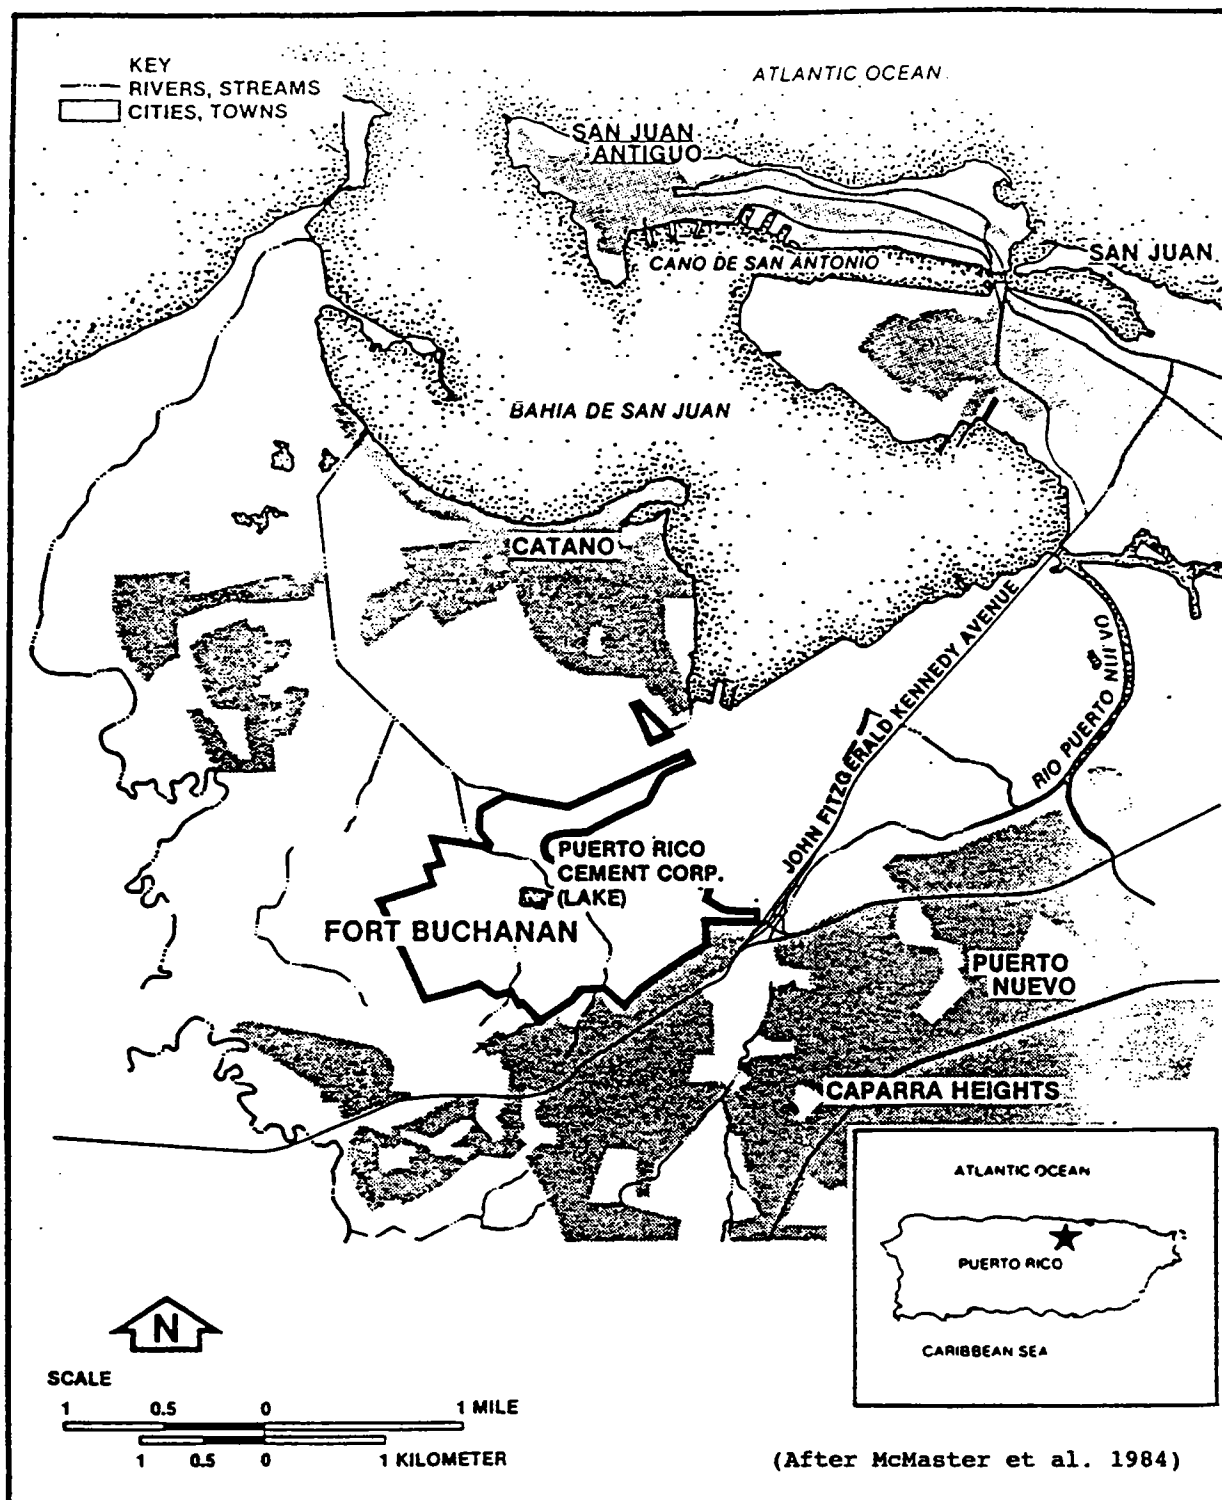 KEY
RIVERS, STREAMS
CITIES, TOWNS
ATLANTIC OCEAN
SAN JUAN
ANTIGUO
SAN JUAN
CANO DE SAN ANTONIO
BAHIA DE SAN JUAN
CATANO
JOHN FITZGERALD KENNEDY AVENUE
RIO PUERTO NUEVO
PUERTO RICO
CEMENT CORP.
(LAKE)
FORT BUCHANAN
PUERTO
NUEVO
CAPARRA HEIGHTS
ATLANTIC OCEAN
PUERTO RICO
CARIBBEAN SEA
N
SCALE
1 0.5 0 1 MILE
1 0.5 0 1 KILOMETER
(After McMaster et al. 1984)